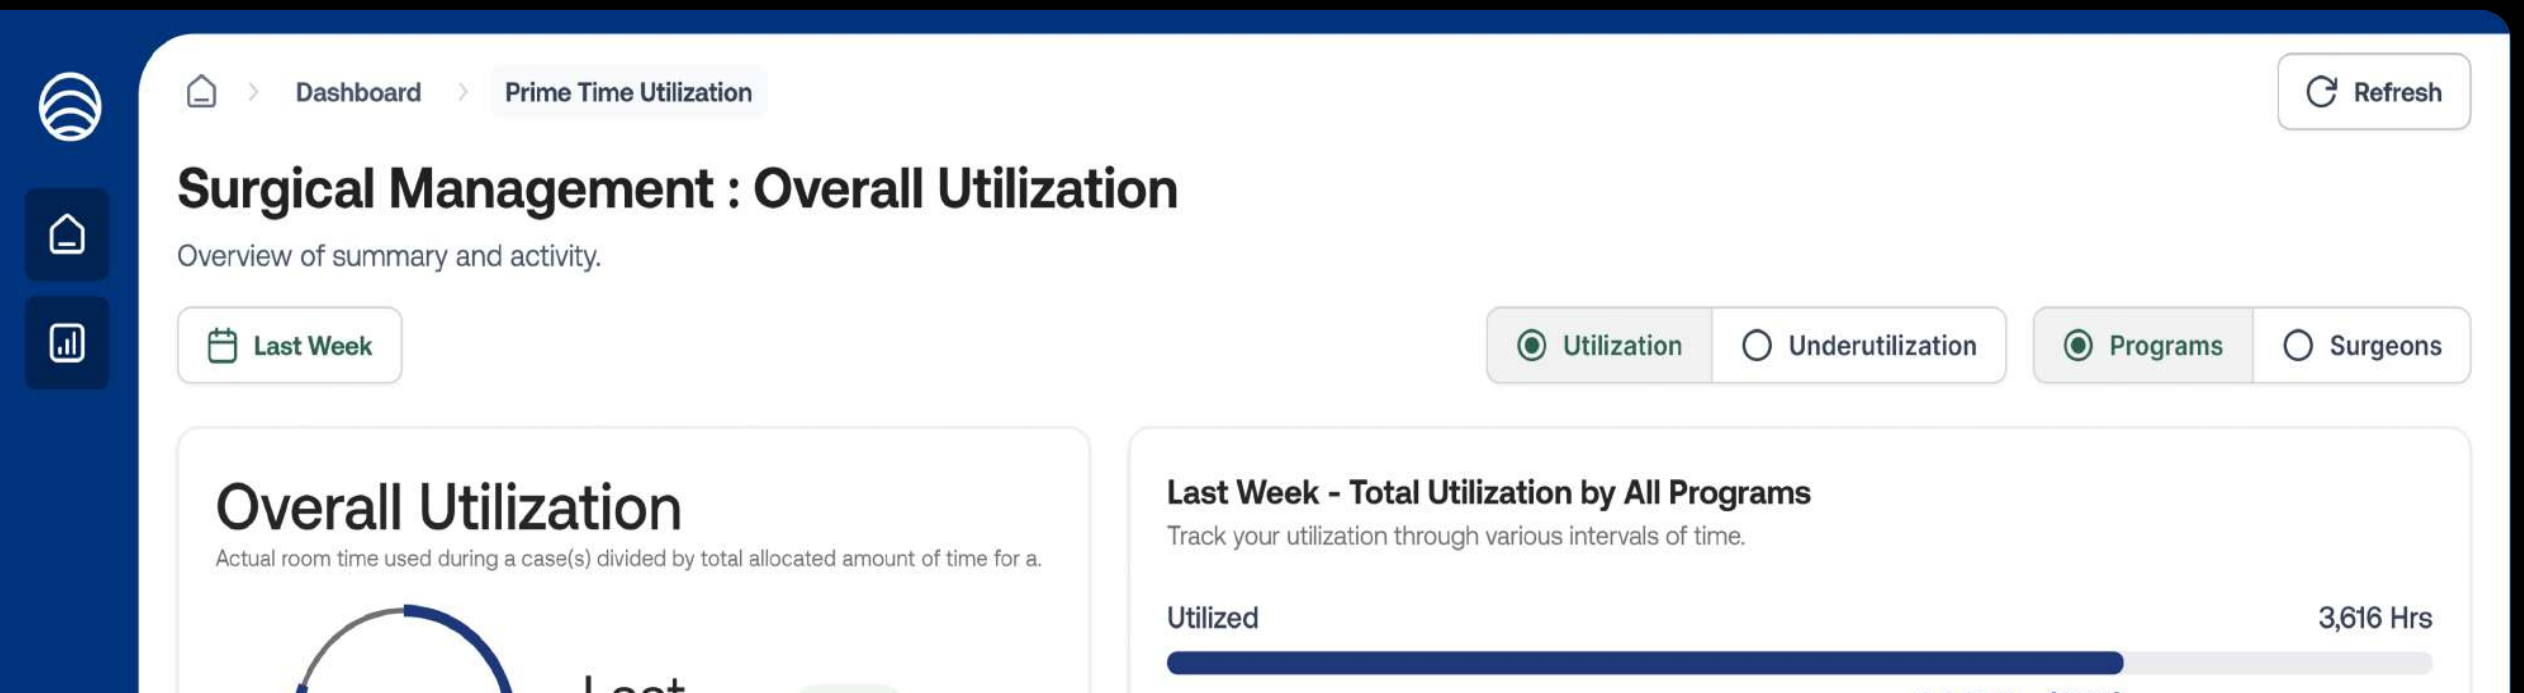 Dashboard
Prime Time Utilization
Refresh
Surgical Management : Overall Utilization
Overview of summary and activity.
Last Week
Utilization
Underutilization
Programs
Surgeons
Overall Utilization
Actual room time used during a case(s) divided by total allocated amount of time for a.
Last
Last Week - Total Utilization by All Programs
Track your utilization through various intervals of time.
Utilized
3,616 Hrs